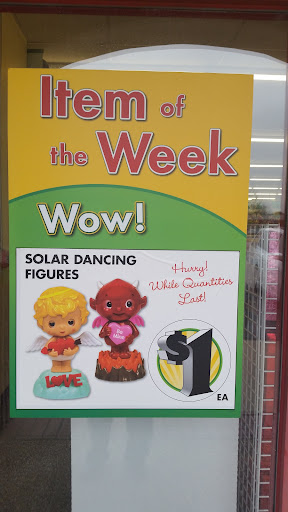 Item of
the Week
Wow!
SOLAR DANCING
FIGURES
Hurry!
While Quantities
Last!
$1
EA
LOVE